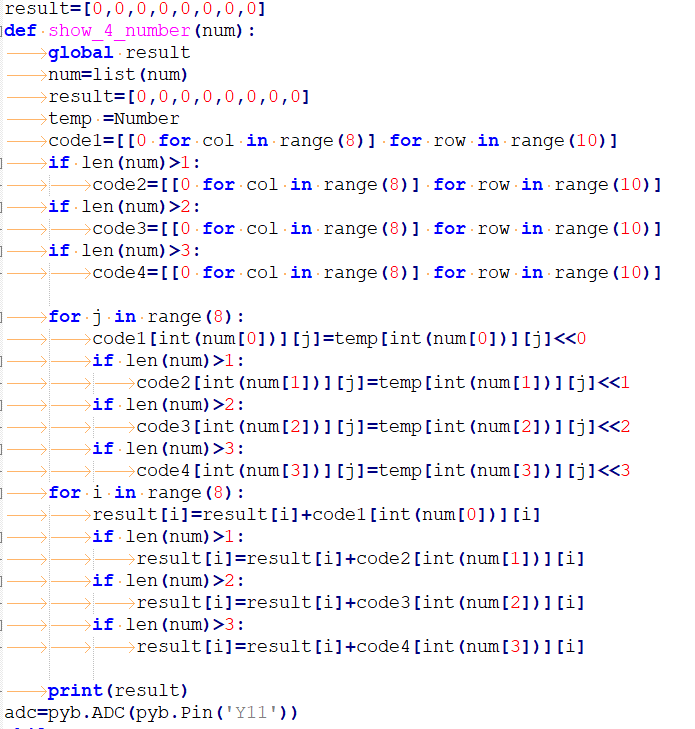 result=[0,0,0,0,0,0,0,0]
def show_4_number(num):
global result
num=list(num)
result=[0,0,0,0,0,0,0,0]
temp =Number
code1=[[0 for col in range(8)] for row in range(10)]
if len(num)>1:
code2=[[0 for col in range(8)] for row in range(10)]
if len(num)>2:
code3=[[0 for col in range(8)] for row in range(10)]
if len(num)>3:
code4=[[0 for col in range(8)] for row in range(10)]
for j in range(8):
code1[int(num[0])][j]=temp[int(num[0])][j]<<0
if len(num)>1:
code2[int(num[1])][j]=temp[int(num[1])][j]<<1
if len(num)>2:
code3[int(num[2])][j]=temp[int(num[2])][j]<<2
if len(num)>3:
code4[int(num[3])][j]=temp[int(num[3])][j]<<3
for i in range(8):
result[i]=result[i]+code1[int(num[0])][i]
if len(num)>1:
result[i]=result[i]+code2[int(num[1])][i]
if len(num)>2:
result[i]=result[i]+code3[int(num[2])][i]
if len(num)>3:
result[i]=result[i]+code4[int(num[3])][i]
print(result)
adc=pyb.ADC(pyb.Pin('Y11'))